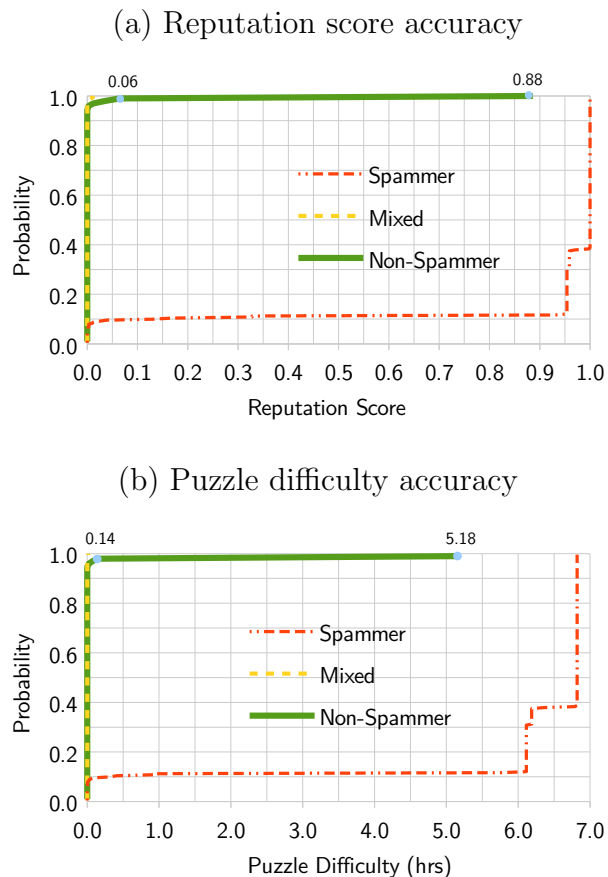 (a) Reputation score accuracy
0.06 0.88
1.0
0.8
0.6
0.4
0.2
0.0
Probability
Spammer
Mixed
Non-Spammer
0.0 0.1 0.2 0.3 0.4 0.5 0.6 0.7 0.8 0.9 1.0
Reputation Score
(b) Puzzle difficulty accuracy
0.14 5.18
1.0
0.8
0.6
0.4
0.2
0.0
Probability
Spammer
Mixed
Non-Spammer
0.0 1.0 2.0 3.0 4.0 5.0 6.0 7.0
Puzzle Difficulty (hrs)